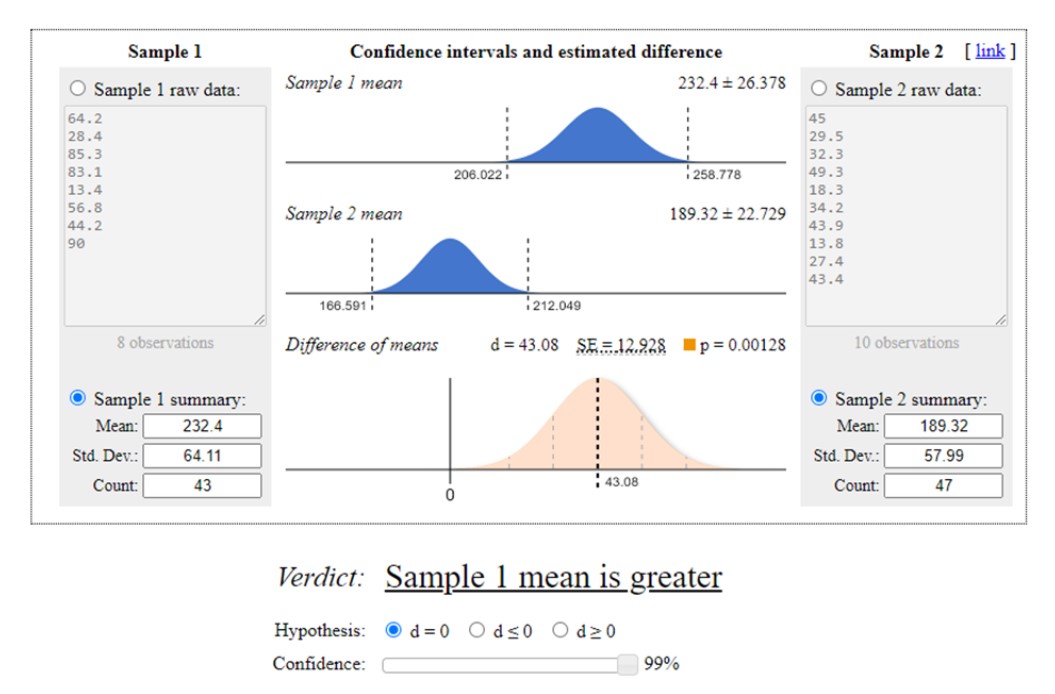 Sample 1
Sample 1 raw data:
64.2
28.4
85.3
83.1
13.4
56.8
44.2
90
8 observations
Sample 1 summary:
Mean: 232.4
Std. Dev.: 64.11
Count: 43
Confidence intervals and estimated difference
Sample 1 mean 232.4 ± 26.378
206.022 258.778
Sample 2 mean 189.32 ± 22.729
166.591 212.049
Difference of means d = 43.08 SE = 12.928 p = 0.00128
43.08
0
Sample 2 [ link ]
Sample 2 raw data:
45
29.5
32.3
49.3
18.3
34.2
43.9
13.8
27.4
43.4
10 observations
Sample 2 summary:
Mean: 189.32
Std. Dev.: 57.99
Count: 47
Verdict: Sample 1 mean is greater
Hypothesis: d = 0 d ≤ 0 d ≥ 0
Confidence: 99%